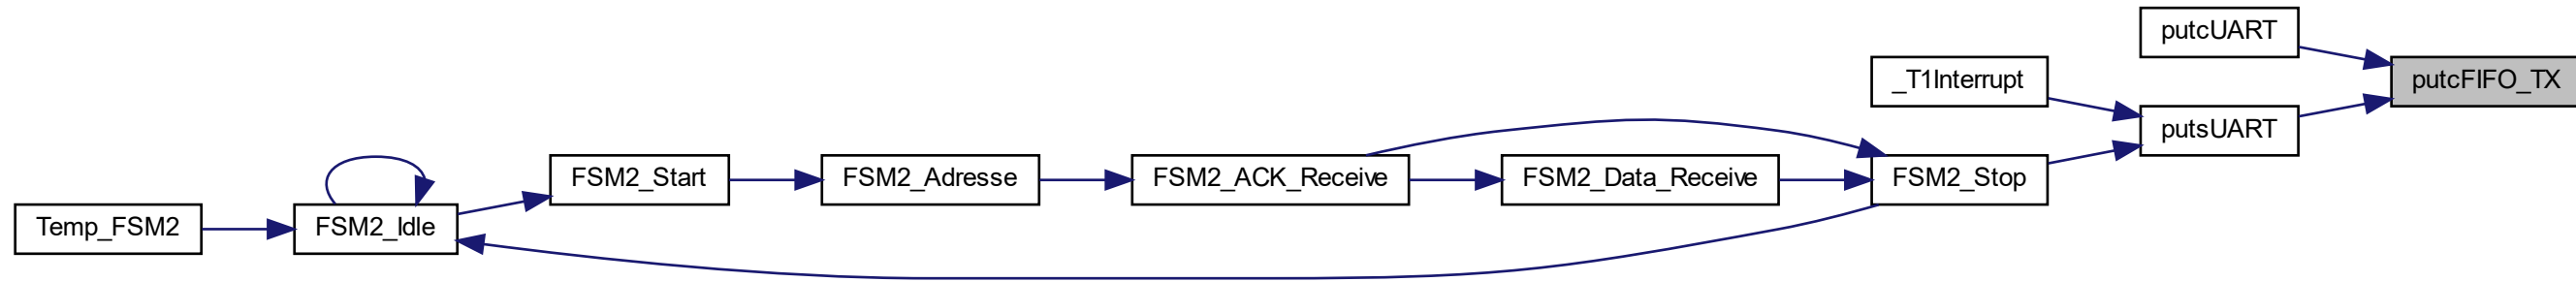 putcUART
_T1Interrupt
putcFIFO_TX
putsUART
FSM2_Start
FSM2_Adresse
FSM2_ACK_Receive
FSM2_Data_Receive
FSM2_Stop
Temp_FSM2
FSM2_Idle